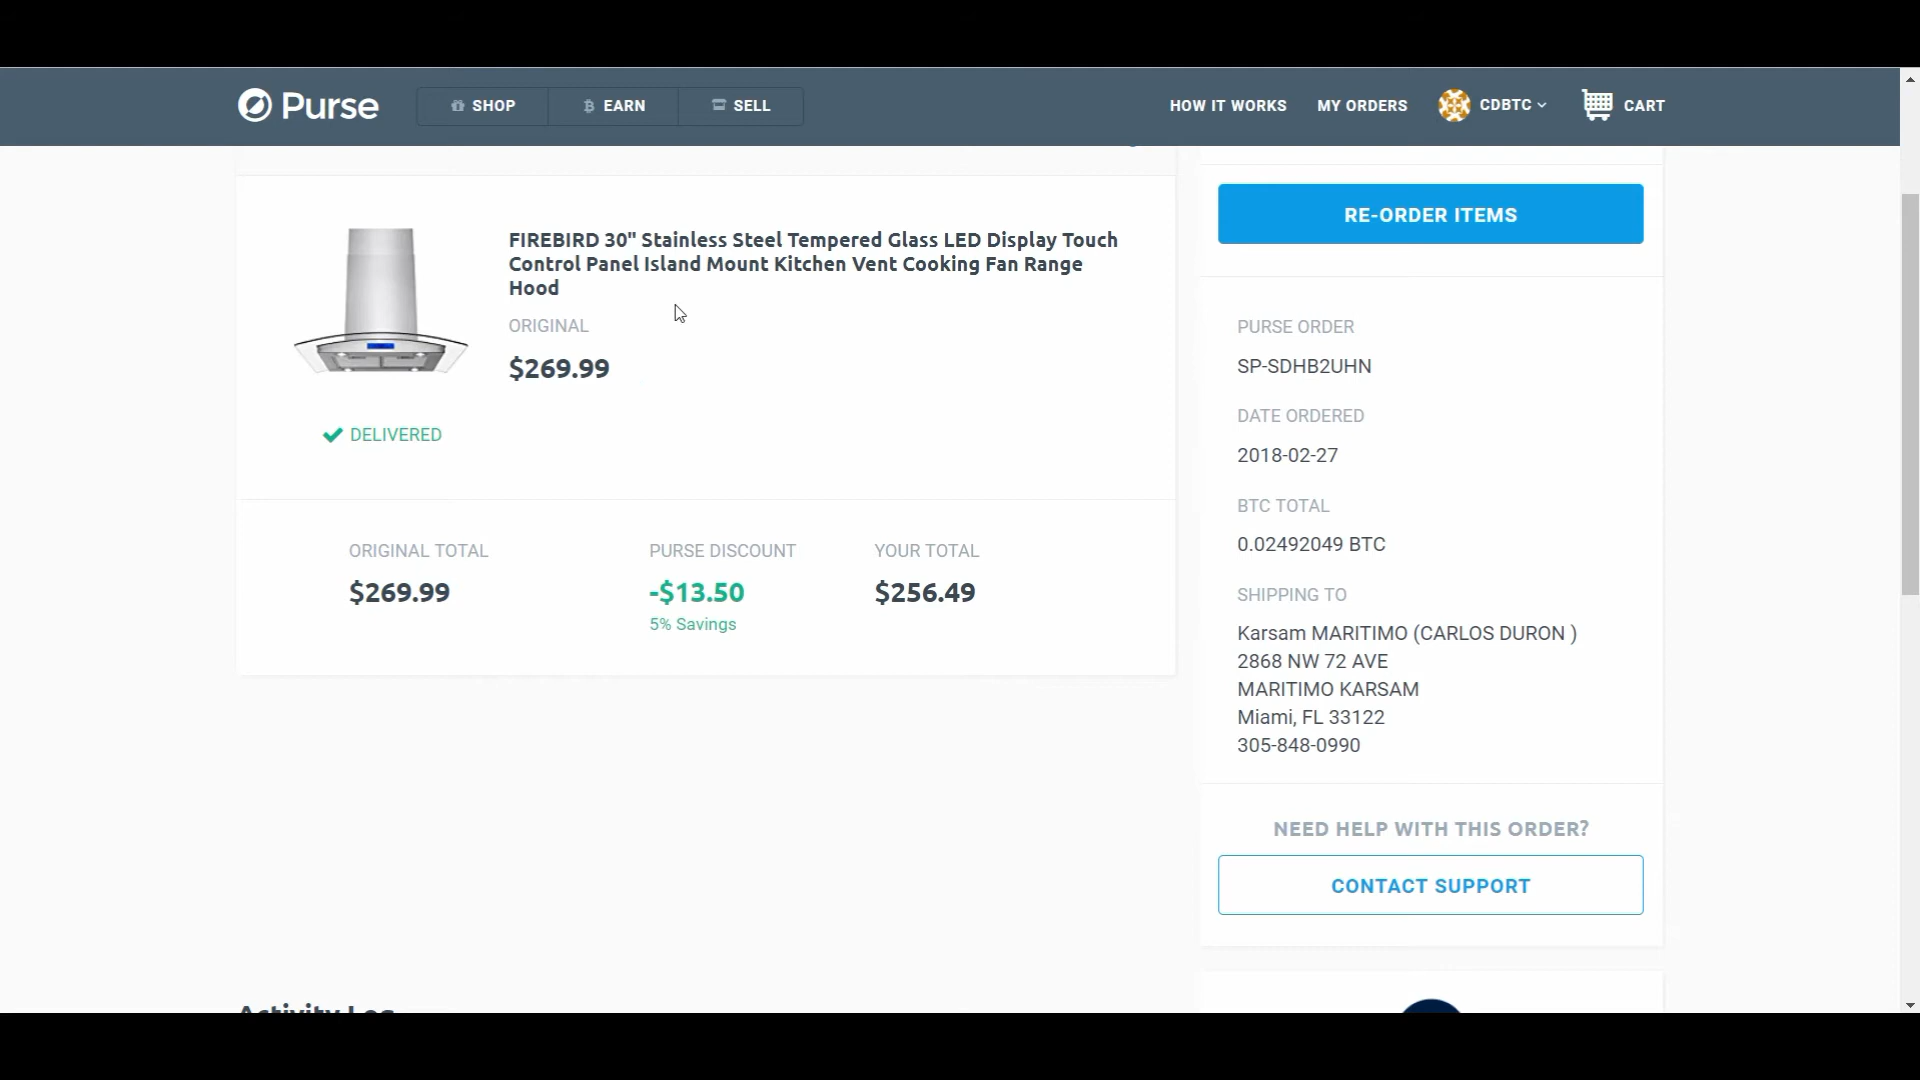 Purse
SHOP
EARN
SELL
HOW IT WORKS
MY ORDERS
CDBTC
CART
FIREBIRD 30" Stainless Steel Tempered Glass LED Display Touch
Control Panel Island Mount Kitchen Vent Cooking Fan Range
Hood
ORIGINAL
$269.99
DELIVERED
ORIGINAL TOTAL
$269.99
PURSE DISCOUNT
-$13.50
5% Savings
YOUR TOTAL
$256.49
RE-ORDER ITEMS
PURSE ORDER
SP-SDHB2UHN
DATE ORDERED
2018-02-27
BTC TOTAL
0.02492049 BTC
SHIPPING TO
Karsam MARITIMO (CARLOS DURON )
2868 NW 72 AVE
MARITIMO KARSAM
Miami, FL 33122
305-848-0990
NEED HELP WITH THIS ORDER?
CONTACT SUPPORT
Activity Log